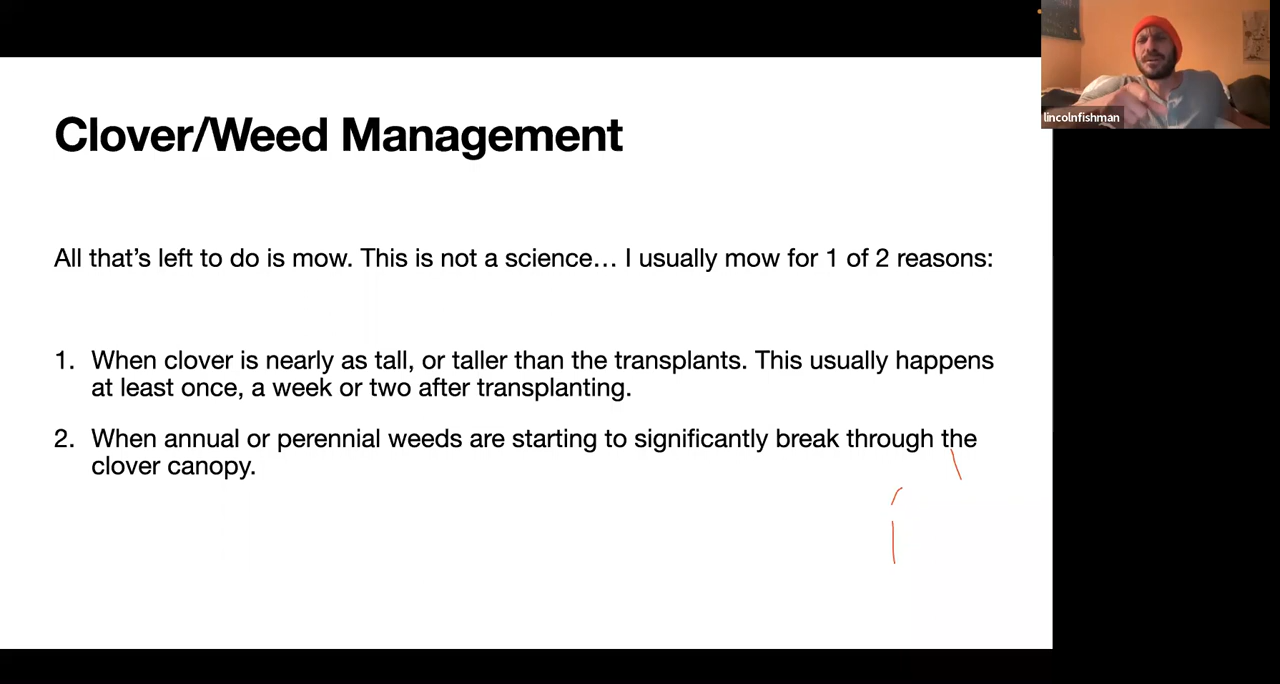 Clover/Weed Management
All that’s left to do is mow. This is not a science… I usually mow for 1 of 2 reasons:
1. When clover is nearly as tall, or taller than the transplants. This usually happens
at least once, a week or two after transplanting.
2. When annual or perennial weeds are starting to significantly break through the
clover canopy.
lincolnfishman